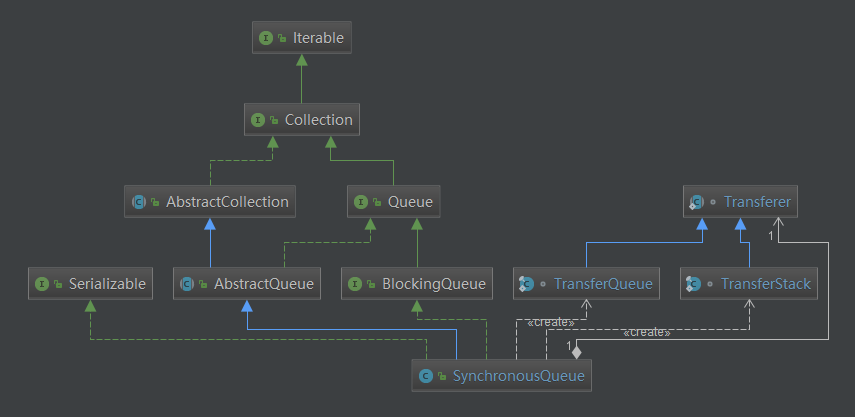 Iterable
Collection
AbstractCollection
Queue
Transferer
1
Serializable
AbstractQueue
BlockingQueue
TransferQueue
TransferStack
«create»
«create»
1
SynchronousQueue